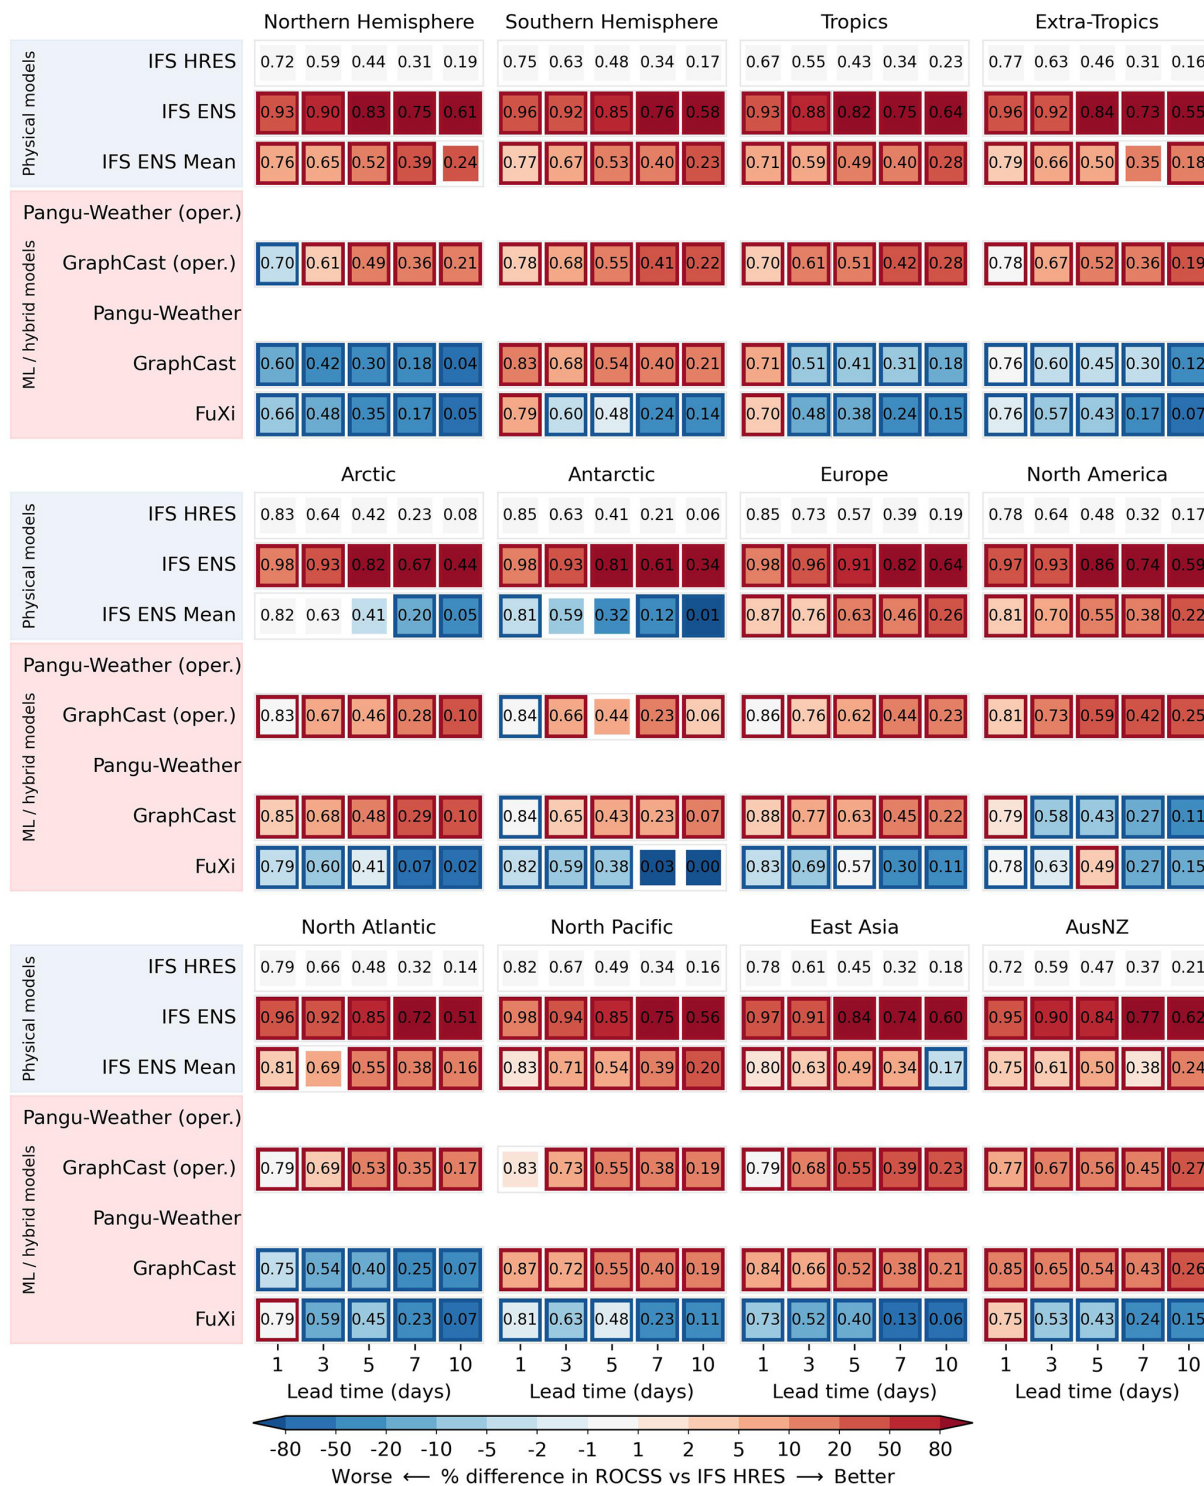 Northern Hemisphere Southern Hemisphere Tropics Extra-Tropics
Physical models
IFS HRES 0.72 0.59 0.44 0.31 0.19 0.75 0.63 0.48 0.34 0.17 0.67 0.55 0.43 0.34 0.23 0.77 0.63 0.46 0.31 0.16
IFS ENS 0.93 0.90 0.83 0.75 0.61 0.96 0.92 0.85 0.76 0.58 0.93 0.88 0.82 0.75 0.64 0.96 0.92 0.84 0.73 0.55
IFS ENS Mean 0.76 0.65 0.52 0.39 0.24 0.77 0.67 0.53 0.40 0.23 0.71 0.59 0.49 0.40 0.28 0.79 0.66 0.50 0.35 0.18
ML / hybrid models
Pangu-Weather (oper.)
GraphCast (oper.) 0.70 0.61 0.49 0.36 0.21 0.78 0.68 0.55 0.41 0.22 0.70 0.61 0.51 0.42 0.28 0.78 0.67 0.52 0.36 0.19
Pangu-Weather
GraphCast 0.60 0.42 0.30 0.18 0.04 0.83 0.68 0.54 0.40 0.21 0.71 0.51 0.41 0.31 0.18 0.76 0.60 0.45 0.30 0.12
FuXi 0.66 0.48 0.35 0.17 0.05 0.79 0.60 0.48 0.24 0.14 0.70 0.48 0.38 0.24 0.15 0.76 0.57 0.43 0.17 0.07
Arctic Antarctic Europe North America
Physical models
IFS HRES 0.83 0.64 0.42 0.23 0.08 0.85 0.63 0.41 0.21 0.06 0.85 0.73 0.57 0.39 0.19 0.78 0.64 0.48 0.32 0.17
IFS ENS 0.98 0.93 0.82 0.67 0.44 0.98 0.93 0.81 0.61 0.34 0.98 0.96 0.91 0.82 0.64 0.97 0.93 0.86 0.74 0.59
IFS ENS Mean 0.82 0.63 0.41 0.20 0.05 0.81 0.59 0.32 0.12 0.01 0.87 0.76 0.63 0.46 0.26 0.81 0.70 0.55 0.38 0.22
ML / hybrid models
Pangu-Weather (oper.)
GraphCast (oper.) 0.83 0.67 0.46 0.28 0.10 0.84 0.66 0.44 0.23 0.06 0.86 0.76 0.62 0.44 0.23 0.81 0.73 0.59 0.42 0.25
Pangu-Weather
GraphCast 0.85 0.68 0.48 0.29 0.10 0.84 0.65 0.43 0.23 0.07 0.88 0.77 0.63 0.45 0.22 0.79 0.58 0.43 0.27 0.11
FuXi 0.79 0.60 0.41 0.07 0.02 0.82 0.59 0.38 0.03 0.00 0.83 0.69 0.57 0.30 0.11 0.78 0.63 0.49 0.27 0.15
North Atlantic North Pacific East Asia AusNZ
Physical models
IFS HRES 0.79 0.66 0.48 0.32 0.14 0.82 0.67 0.49 0.34 0.16 0.78 0.61 0.45 0.32 0.18 0.72 0.59 0.47 0.37 0.21
IFS ENS 0.96 0.92 0.85 0.72 0.51 0.98 0.94 0.85 0.75 0.56 0.97 0.91 0.84 0.74 0.60 0.95 0.90 0.84 0.77 0.62
IFS ENS Mean 0.81 0.69 0.55 0.38 0.16 0.83 0.71 0.54 0.39 0.20 0.80 0.63 0.49 0.34 0.17 0.75 0.61 0.50 0.38 0.24
ML / hybrid models
Pangu-Weather (oper.)
GraphCast (oper.) 0.79 0.69 0.53 0.35 0.17 0.83 0.73 0.55 0.38 0.19 0.79 0.68 0.55 0.39 0.23 0.77 0.67 0.56 0.45 0.27
Pangu-Weather
GraphCast 0.75 0.54 0.40 0.25 0.07 0.87 0.72 0.55 0.40 0.19 0.84 0.66 0.52 0.38 0.21 0.85 0.65 0.54 0.43 0.26
FuXi 0.79 0.59 0.45 0.23 0.07 0.81 0.63 0.48 0.23 0.11 0.73 0.52 0.40 0.13 0.06 0.75 0.53 0.43 0.24 0.15
1 3 5 7 10 1 3 5 7 10 1 3 5 7 10 1 3 5 7 10
Lead time (days) Lead time (days) Lead time (days) Lead time (days)
-80 -50 -20 -10 -5 -2 -1 1 2 5 10 20 50 80
Worse ⟵ % difference in ROCSS vs IFS HRES ⟶ Better